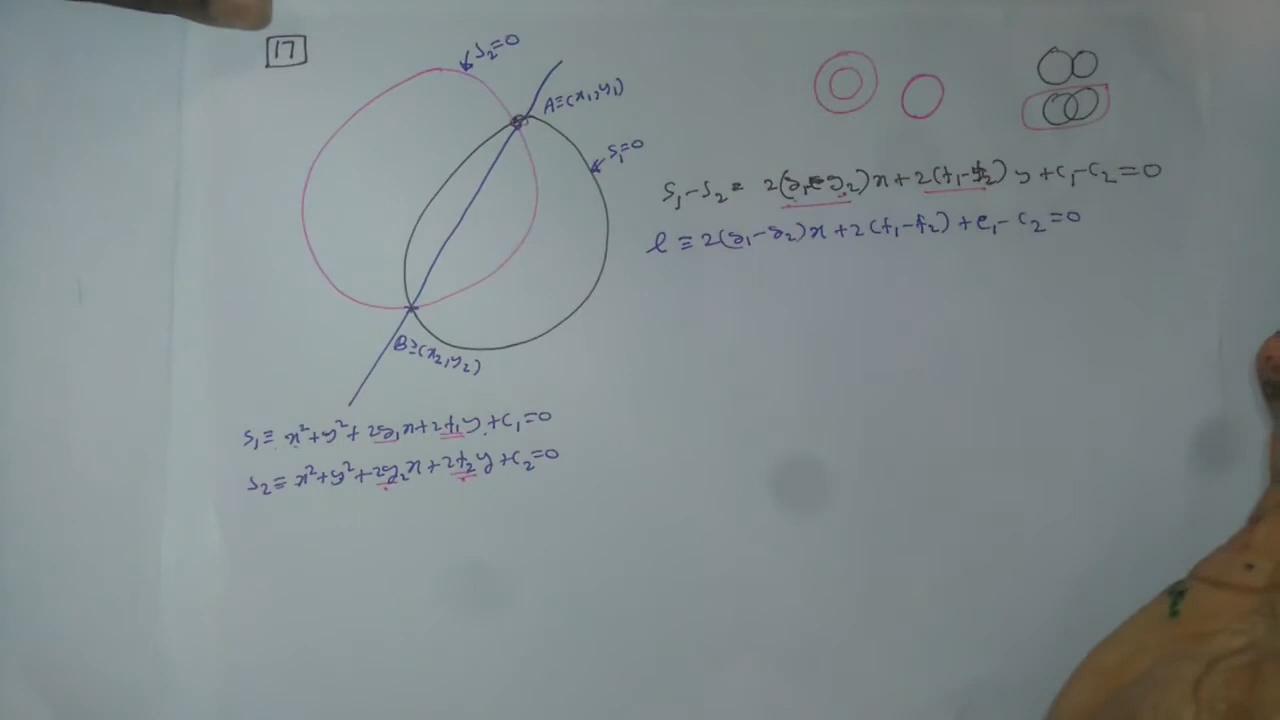 17
S₂=0
A≡(x₁,y₁)
S₁=0
B≡(x₂,y₂)
S₁≡ x²+y²+2g₁x+2f₁y+c₁=0
S₂≡ x²+y²+2g₂x+2f₂y+c₂=0
S₁-S₂≡ 2(g₁-g₂)x+2(f₁-f₂)y+c₁-c₂=0
l≡2(g₁-g₂)x+2(f₁-f₂)+c₁-c₂=0